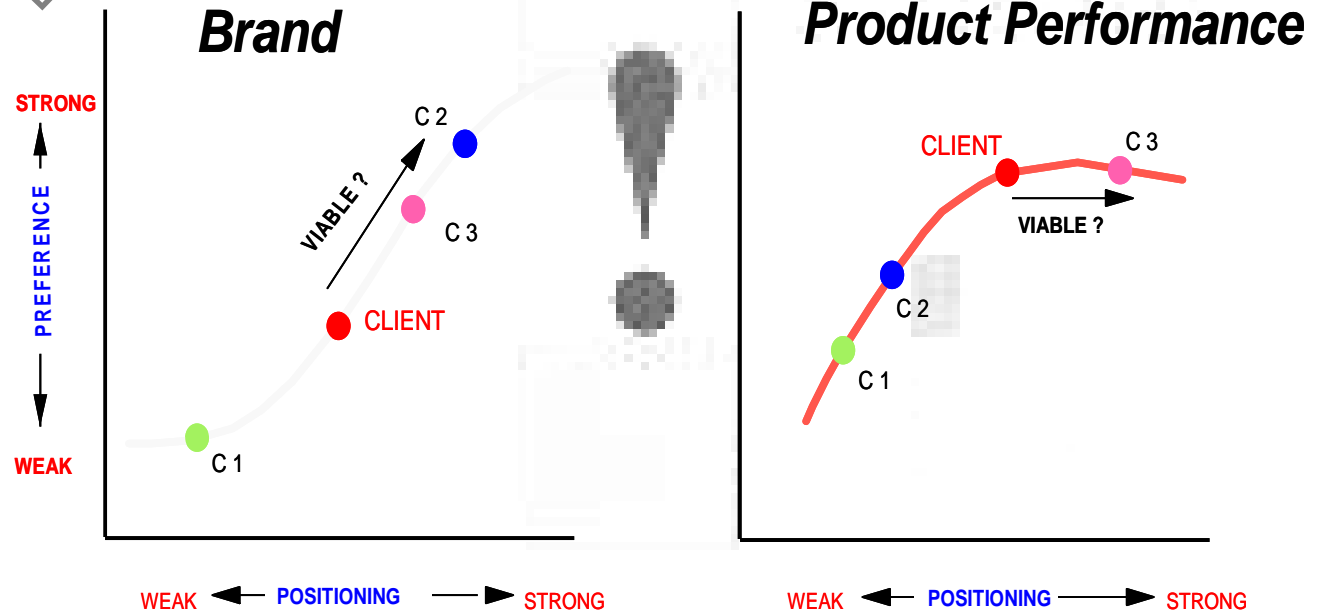 Brand
STRONG
PREFERENCE
WEAK
C 2
VIABLE ?
C 3
CLIENT
C 1
WEAK POSITIONING STRONG
Product Performance
CLIENT
C 3
VIABLE ?
C 2
C 1
WEAK POSITIONING STRONG
!